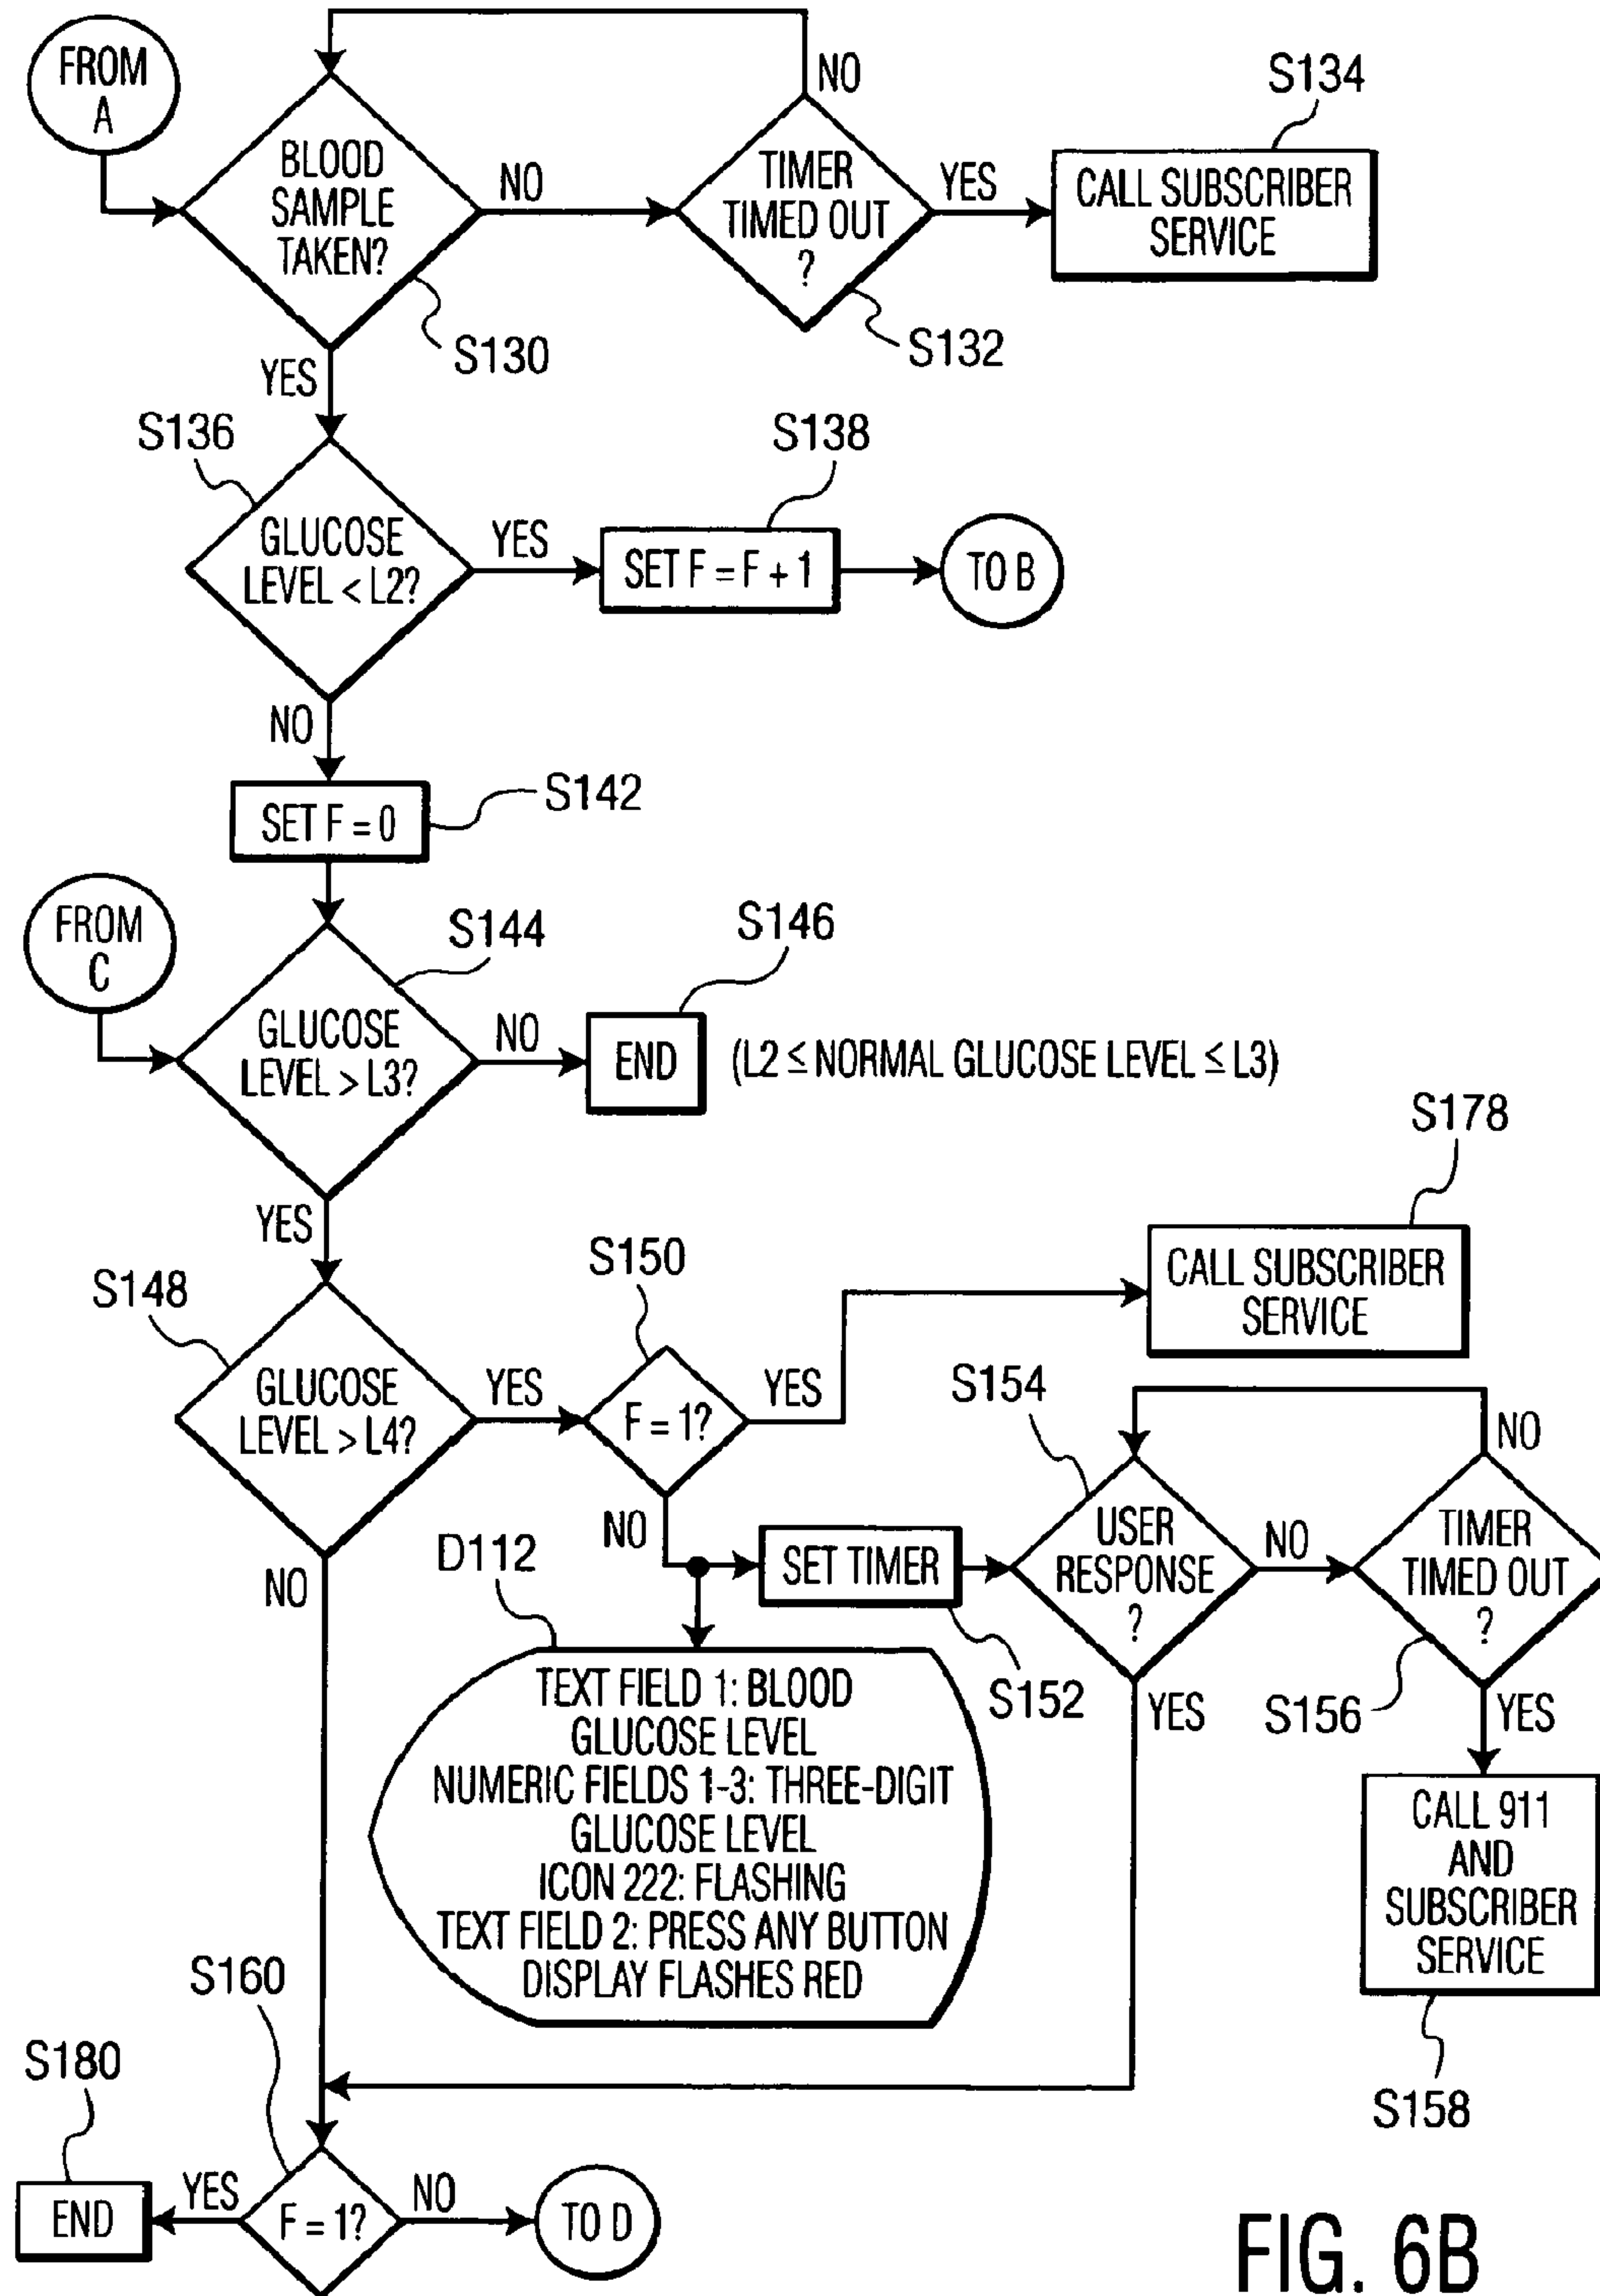 FROM
A
BLOOD
SAMPLE
TAKEN?
NO
TIMER
TIMED OUT
?
NO
YES
S134
CALL SUBSCRIBER
SERVICE
S130
S132
YES
S136
GLUCOSE
LEVEL < L2?
YES
S138
SET F = F + 1
TO B
NO
SET F = 0
S142
FROM
C
S144
GLUCOSE
LEVEL > L3?
NO
S146
END
(L2 ≤ NORMAL GLUCOSE LEVEL ≤ L3)
YES
S178
CALL SUBSCRIBER
SERVICE
S148
GLUCOSE
LEVEL > L4?
YES
S150
F = 1?
YES
NO
NO
S154
USER
RESPONSE
?
NO
TIMER
TIMED OUT
?
NO
SET TIMER
S152
YES
S156
YES
CALL 911
AND
SUBSCRIBER
SERVICE
S158
D112
TEXT FIELD 1: BLOOD
GLUCOSE LEVEL
NUMERIC FIELDS 1-3: THREE-DIGIT
GLUCOSE LEVEL
ICON 222: FLASHING
TEXT FIELD 2: PRESS ANY BUTTON
DISPLAY FLASHES RED
S160
S180
END
YES
F = 1?
NO
TO D
FIG. 6B